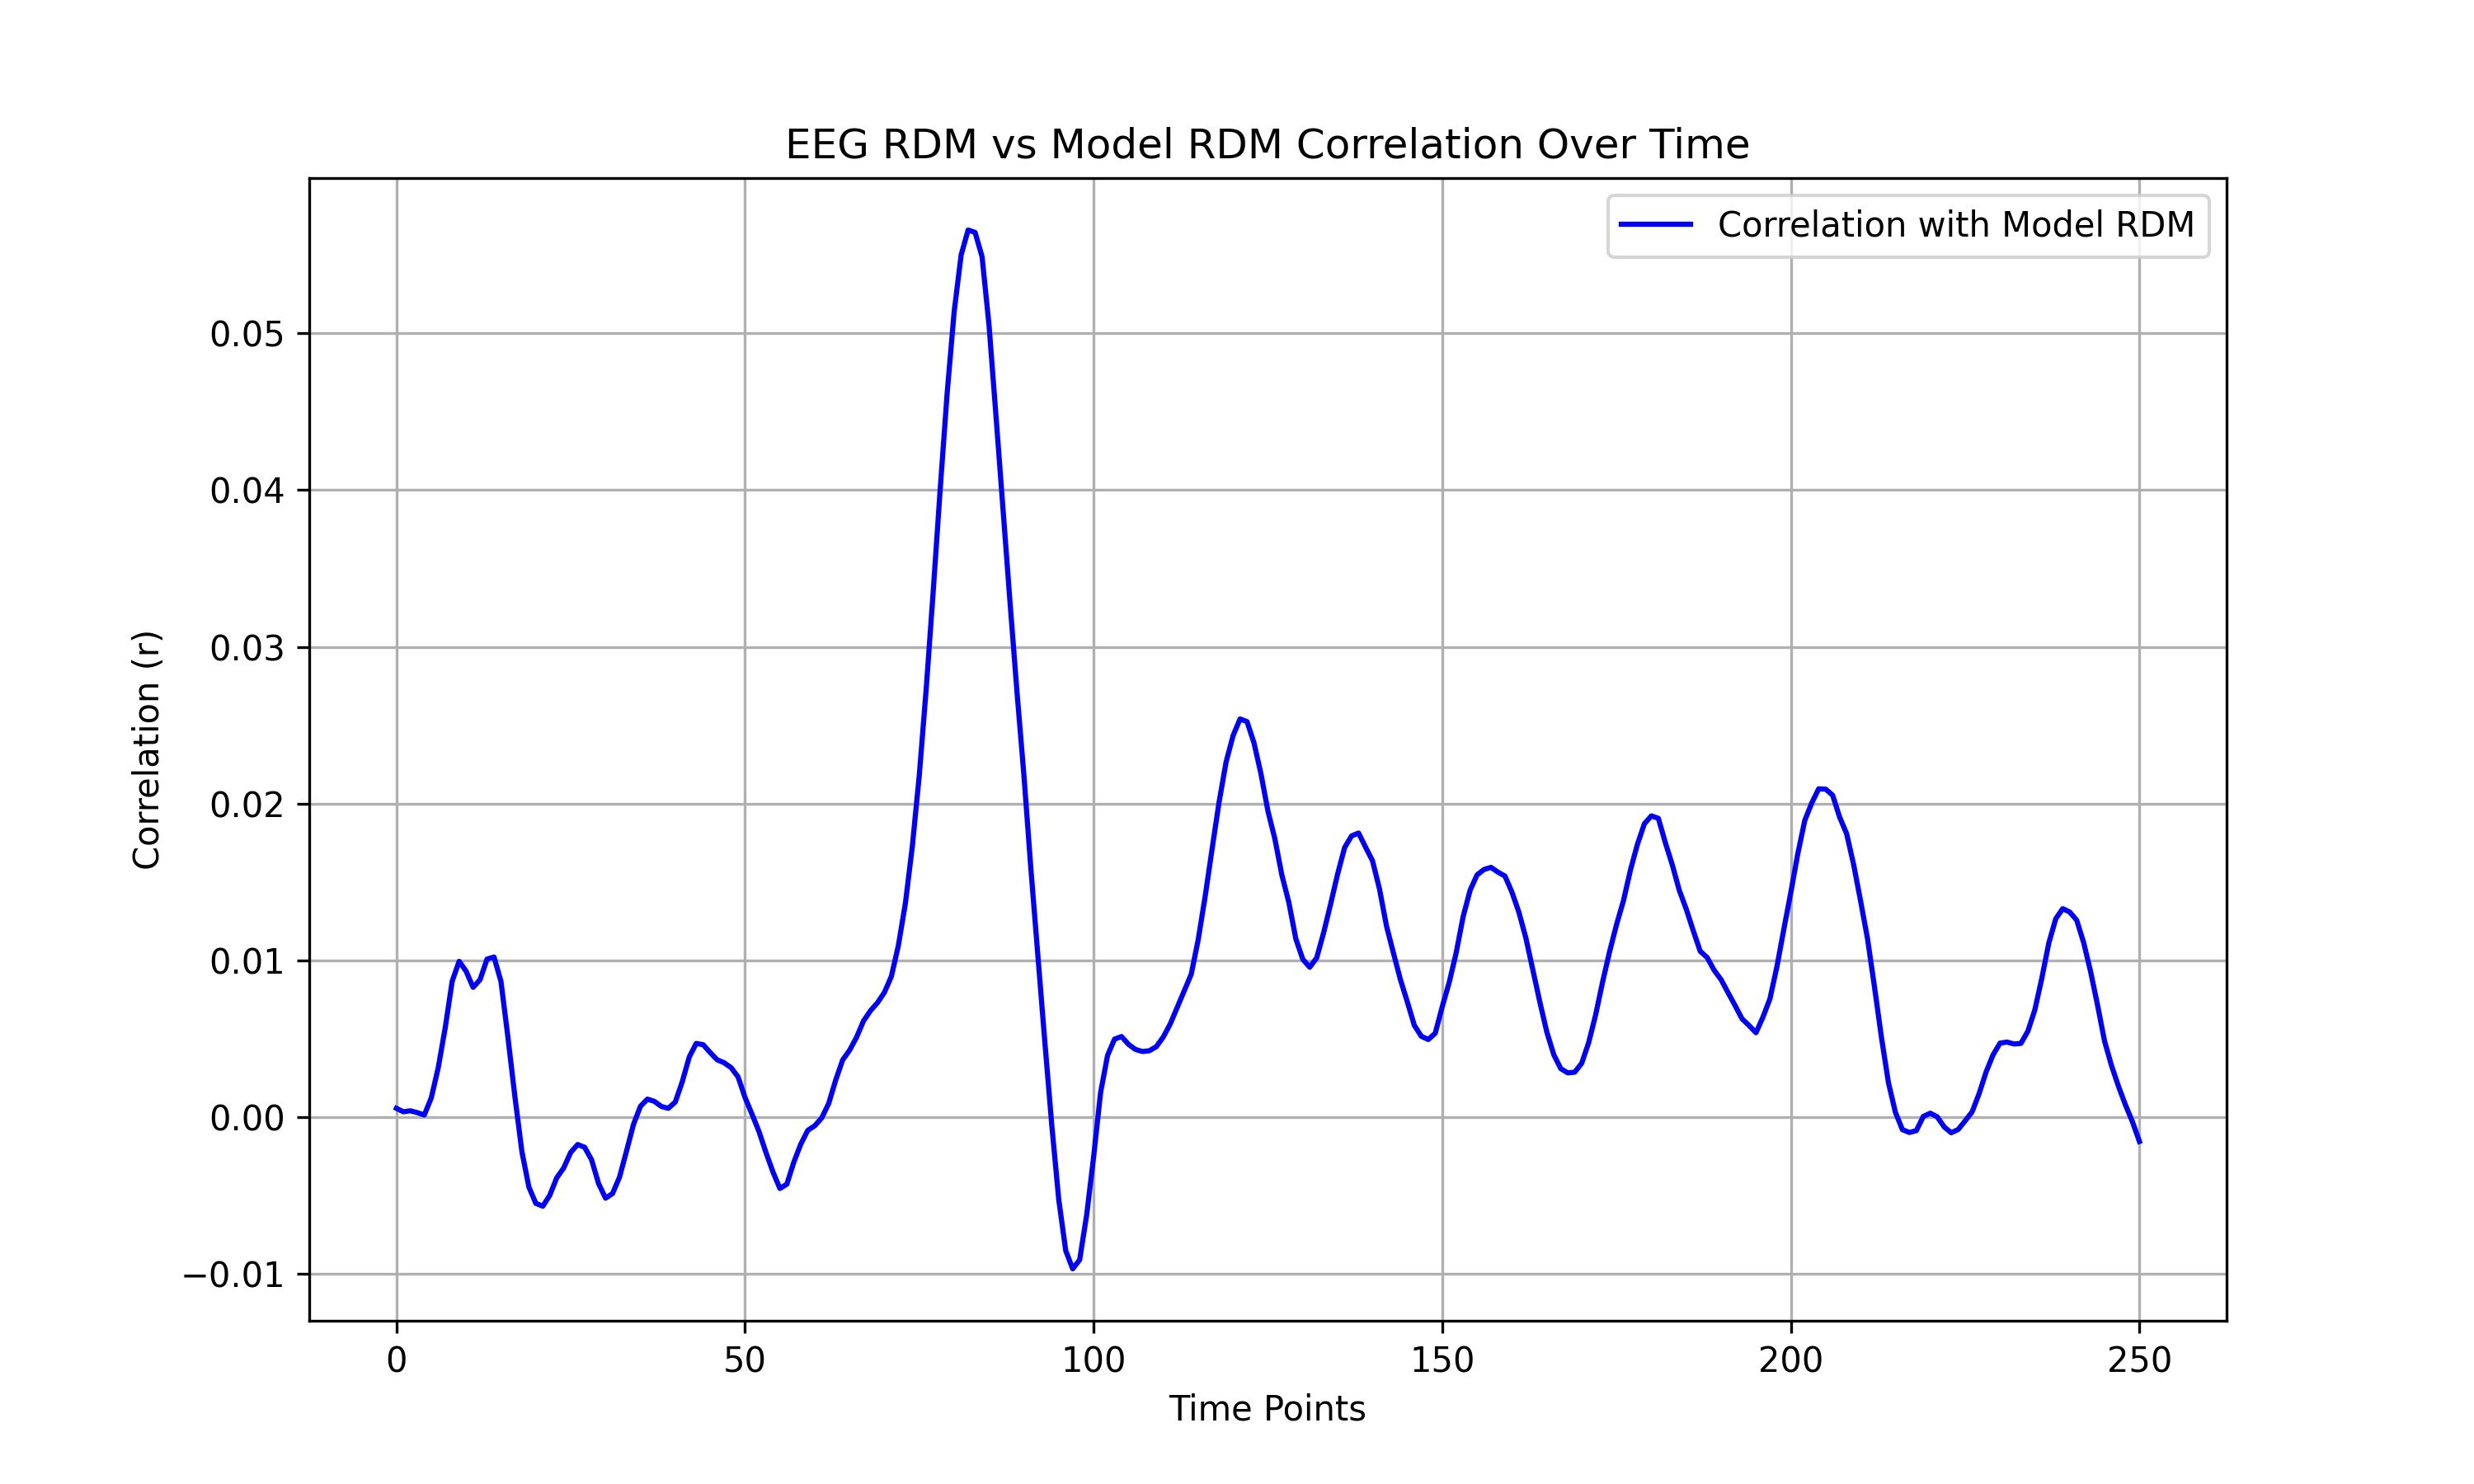 EEG RDM vs Model RDM Correlation Over Time
Correlation with Model RDM
Correlation (r)
0.05
0.04
0.03
0.02
0.01
0.00
−0.01
0 50 100 150 200 250
Time Points